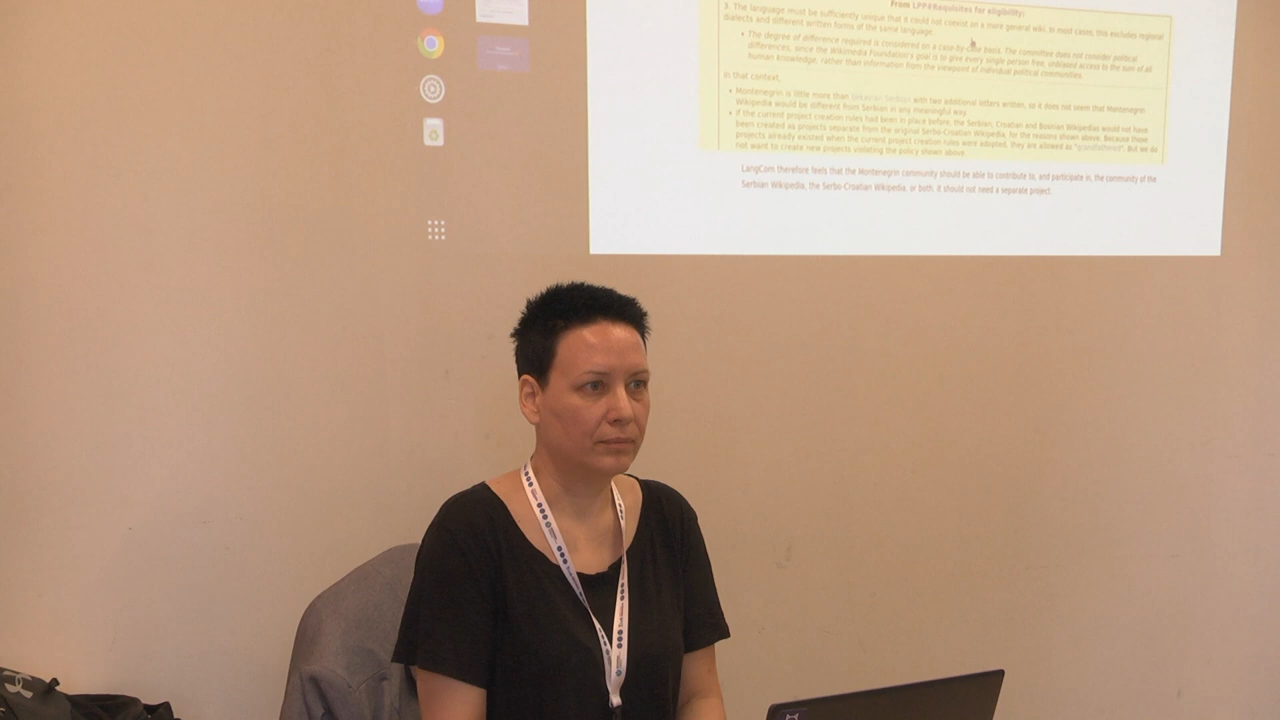 From LPP#Requisites for eligibility:
3. The language must be sufficiently unique that it could not coexist on a more general wiki. In most cases, this excludes regional
dialects and different written forms of the same language.
• The degree of difference required is considered on a case-by-case basis. The committee does not consider political
differences, since the Wikimedia Foundation's goal is to give every single person free, unbiased access to the sum of all
human knowledge, rather than information from the viewpoint of individual political communities.
in that context,
• Montenegrin is little more than Ijekavian Serbian with two additional letters written, so it does not seem that Montenegrin
Wikipedia would be different from Serbian in any meaningful way.
• If the current project creation rules had been in place before, the Serbian, Croatian and Bosnian Wikipedias would not have
been created as projects separate from the original Serbo-Croatian Wikipedia, for the reasons shown above. Because those
projects already existed when the current project creation rules were adopted, they are allowed as "grandfathered". But we do
not want to create new projects violating the policy shown above.
LangCom therefore feels that the Montenegrin community should be able to contribute to, and participate in, the community of the
Serbian Wikipedia, the Serbo-Croatian Wikipedia, or both. It should not need a separate project.